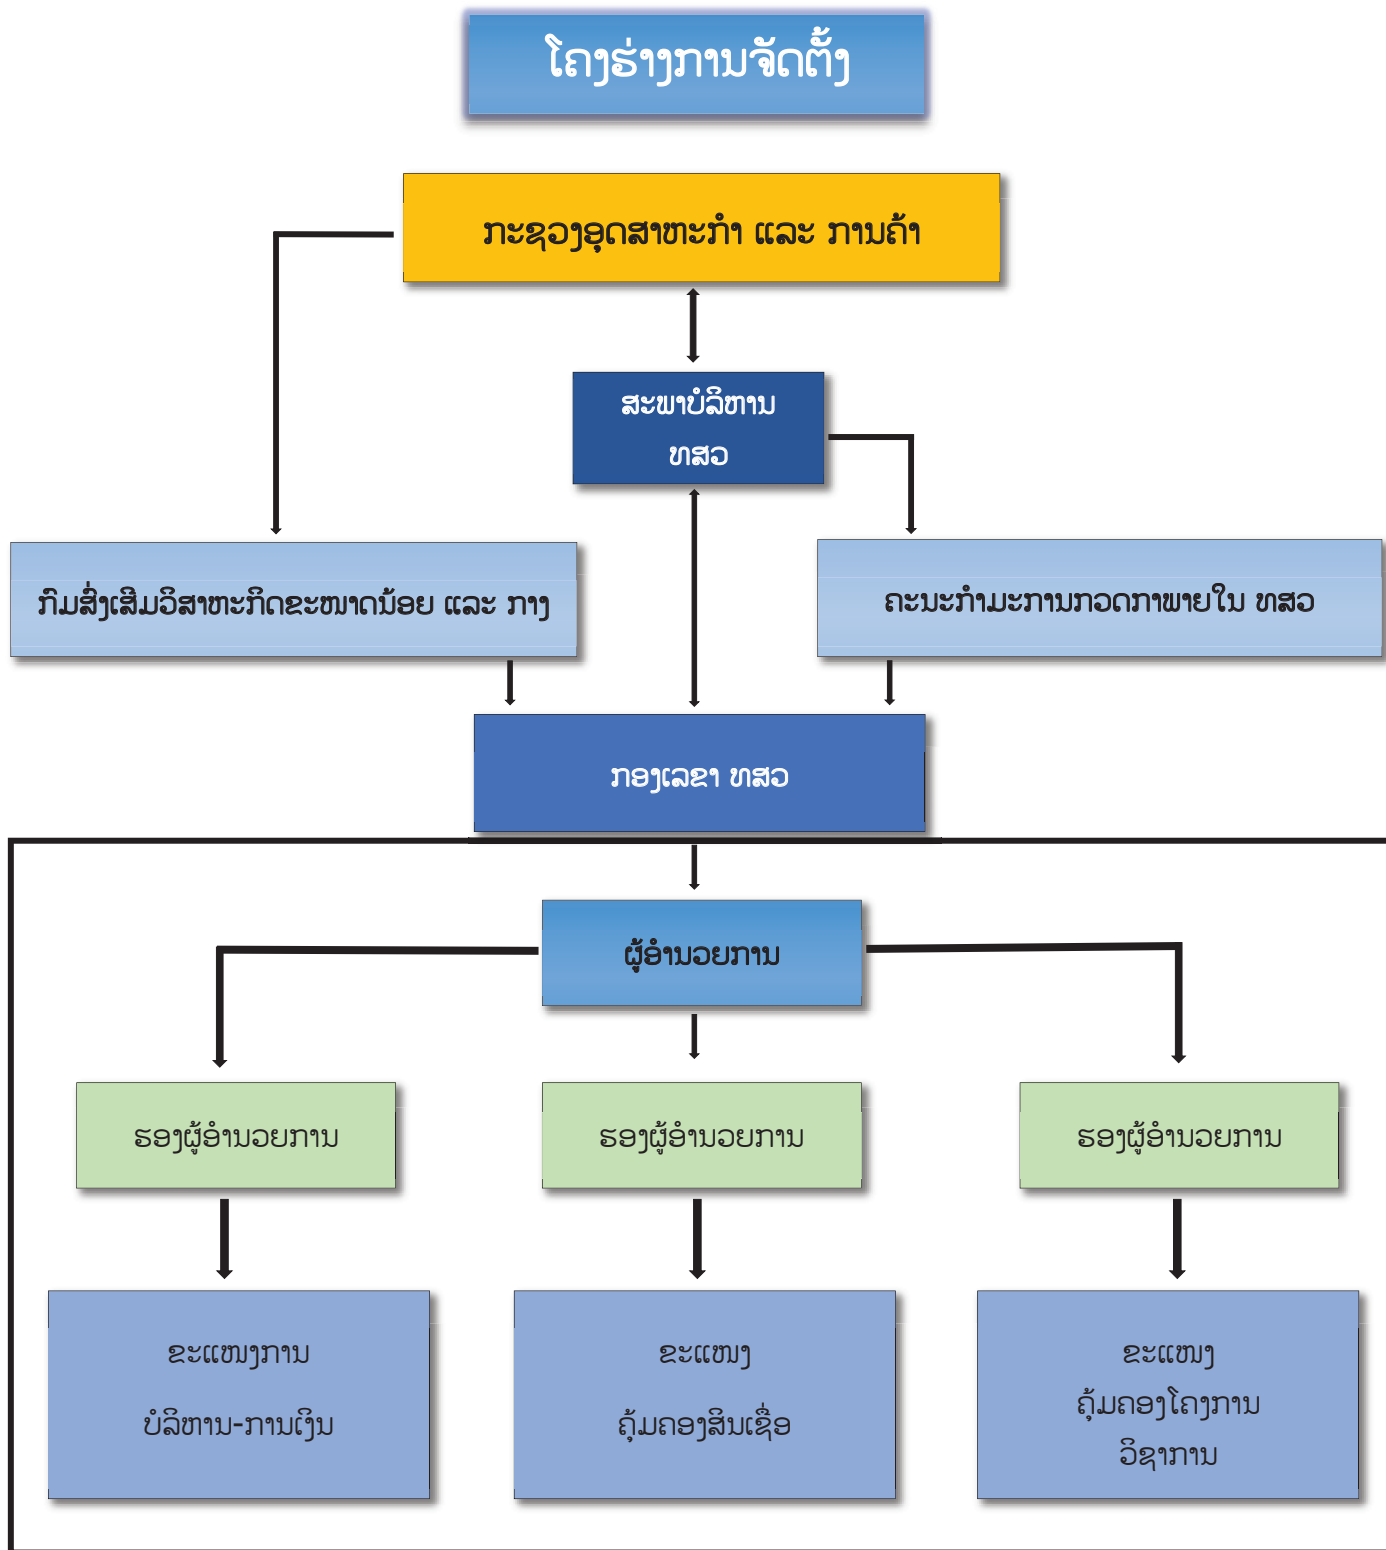 ໂຄງຮ່າງການຈັດຕັ້ງ
ກະຊວງອຸດສາຫະກຳ ແລະ ການຄ້າ
ສະພາບໍລິຫານ
ທສວ
ກົມສົ່ງເສີມວິສາຫະກິດຂະໜາດນ້ອຍ ແລະ ກາງ
ຄະນະກຳມະການກວດກາພາຍໃນ ທສວ
ກອງເລຂາ ທສວ
ຜູ້ອຳນວຍການ
ຮອງຜູ້ອຳນວຍການ
ຮອງຜູ້ອຳນວຍການ
ຮອງຜູ້ອຳນວຍການ
ຂະແໜງການ
ບໍລິຫານ-ການເງິນ
ຂະແໜງ
ຄຸ້ມຄອງສິນເຊື່ອ
ຂະແໜງ
ຄຸ້ມຄອງໂຄງການ
ວິຊາການ